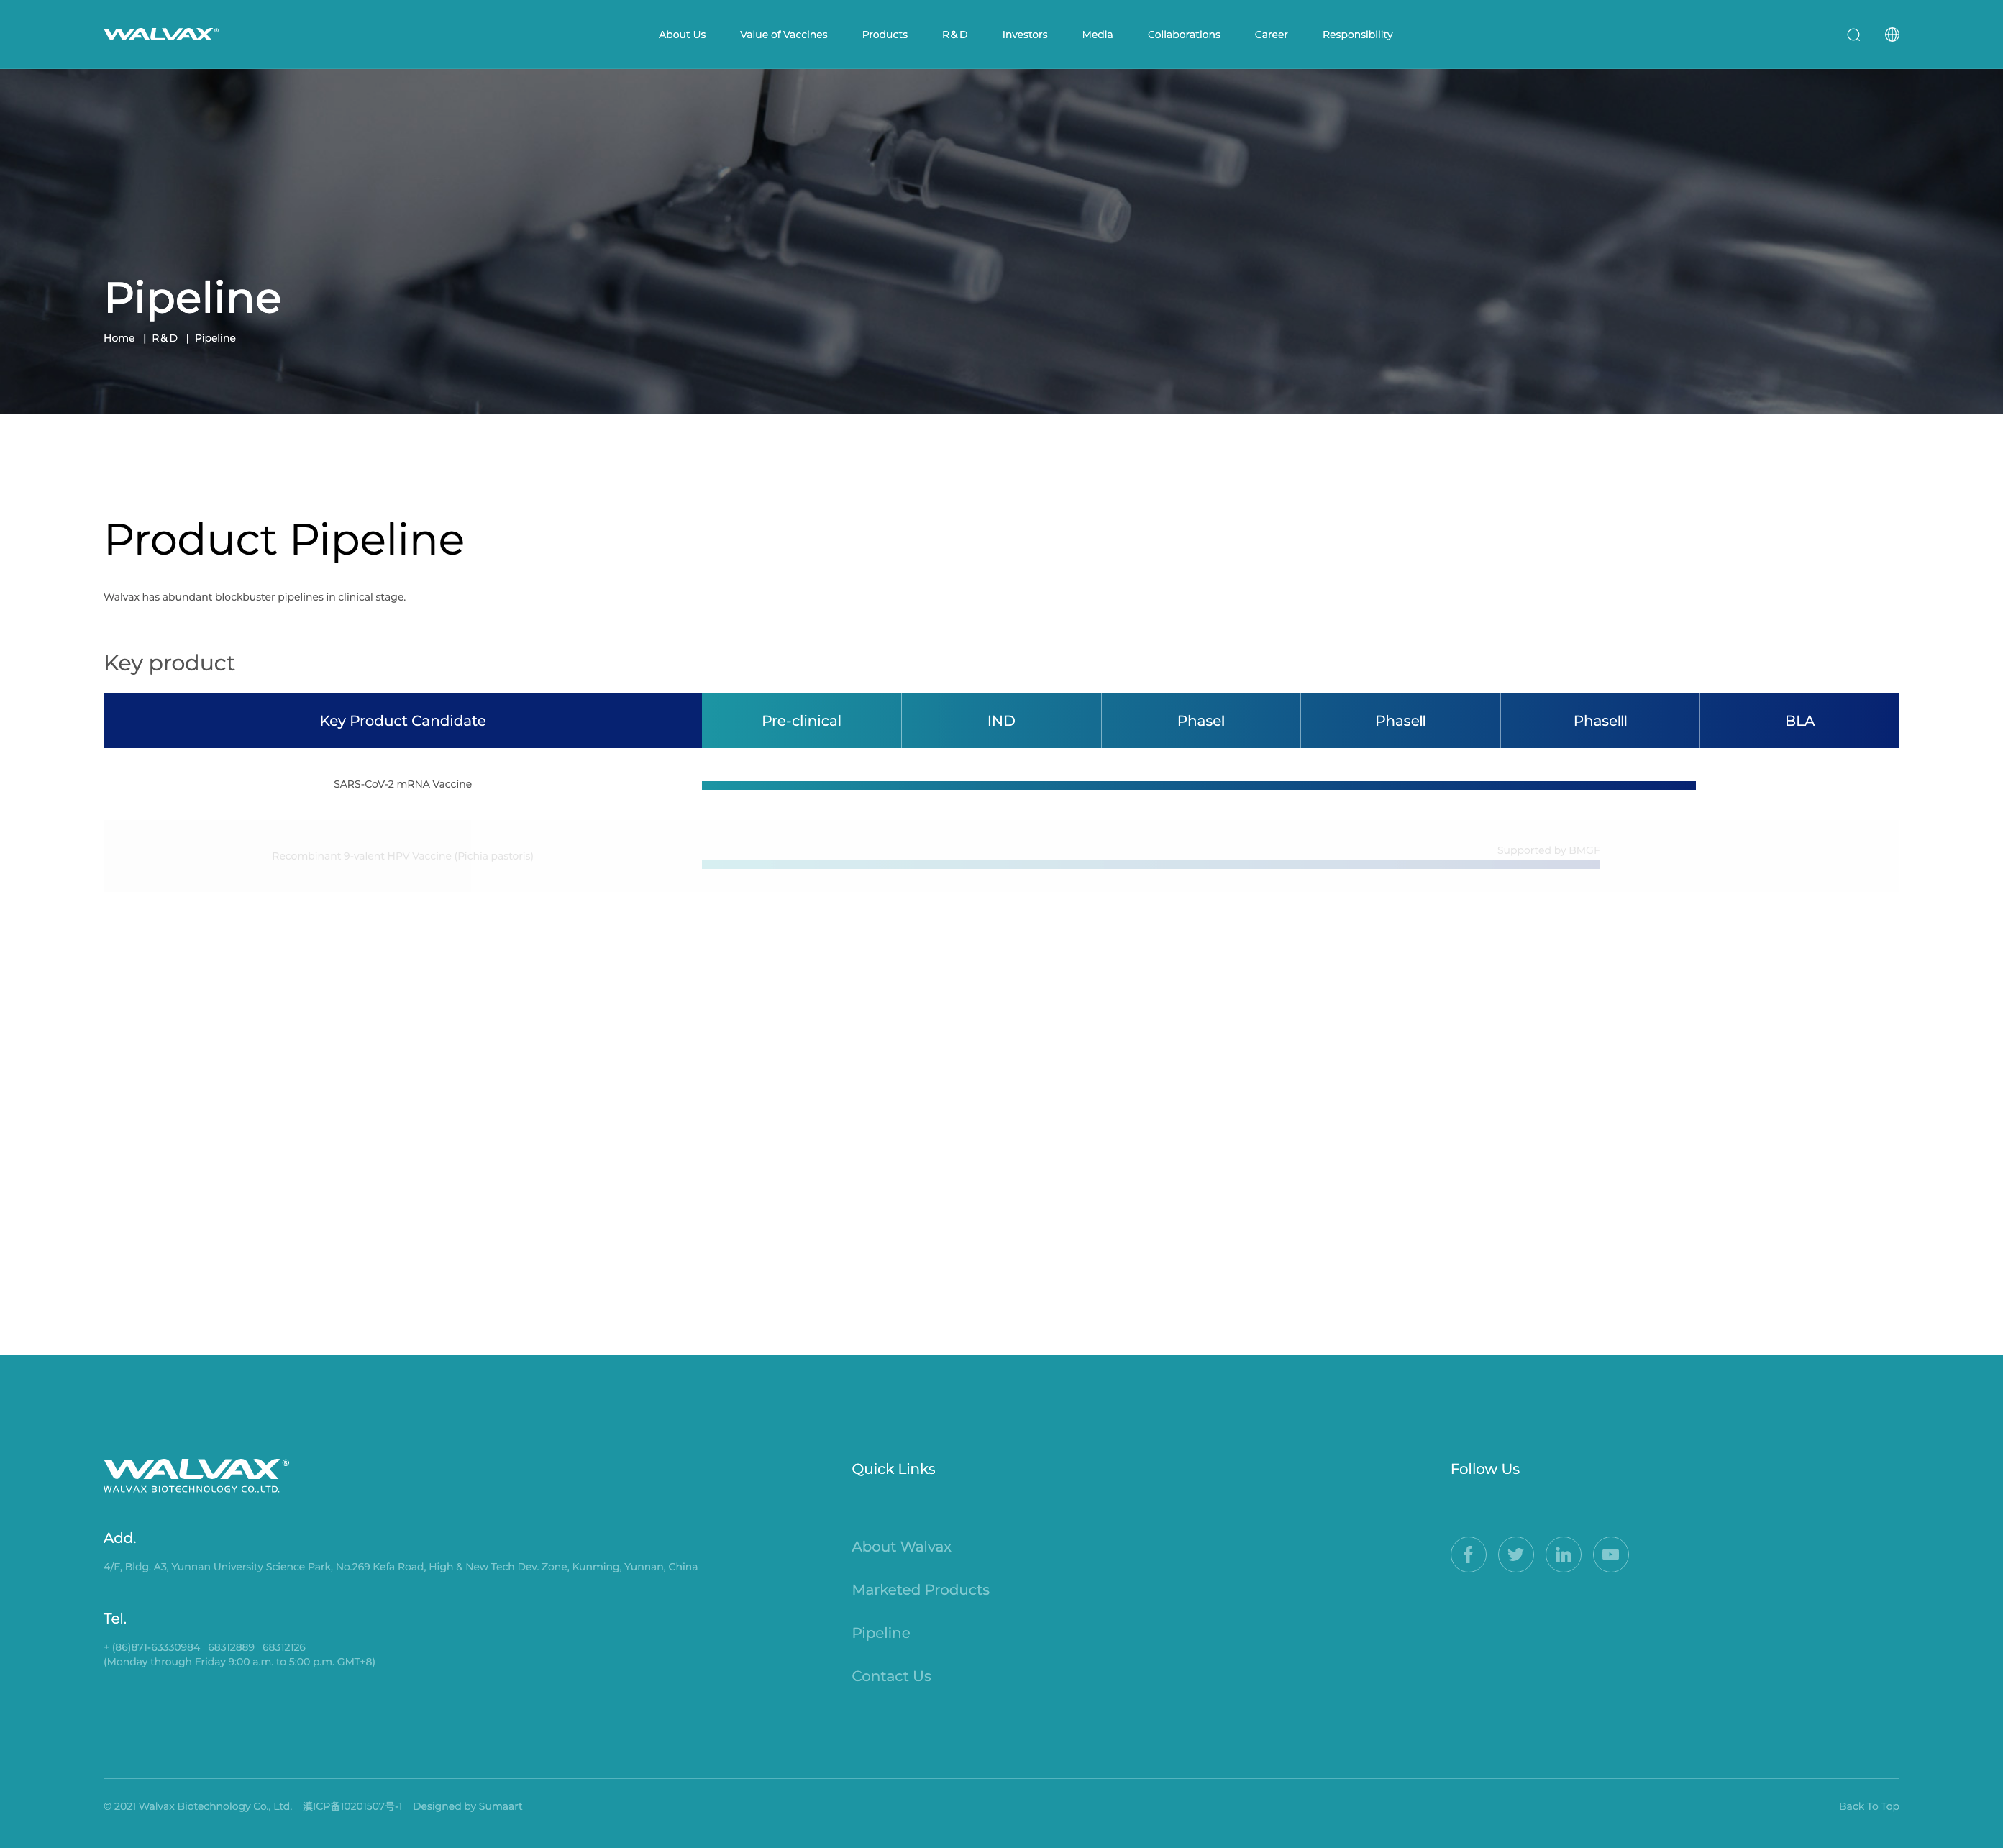 WALVAX®
About Us
Value of Vaccines
Products
R&D
Investors
Media
Collaborations
Career
Responsibility
Pipeline
Home | R&D | Pipeline
Product Pipeline
Walvax has abundant blockbuster pipelines in clinical stage.
Key product
Key Product Candidate
Pre-clinical
IND
PhaseⅠ
PhaseⅡ
PhaseⅢ
BLA
SARS-CoV-2 mRNA Vaccine
Recombinant 9-valent HPV Vaccine (Pichia pastoris)
Supported by BMGF
WALVAX®
WALVAX BIOTECHNOLOGY CO.,LTD.
Add.
4/F, Bldg. A3, Yunnan University Science Park, No.269 Kefa Road, High & New Tech Dev. Zone, Kunming, Yunnan, China
Tel.
+ (86)871-63330984 68312889 68312126
(Monday through Friday 9:00 a.m. to 5:00 p.m. GMT+8)
Quick Links
About Walvax
Marketed Products
Pipeline
Contact Us
Follow Us
© 2021 Walvax Biotechnology Co., Ltd. 滇ICP备10201507号-1 Designed by Sumaart
Back To Top